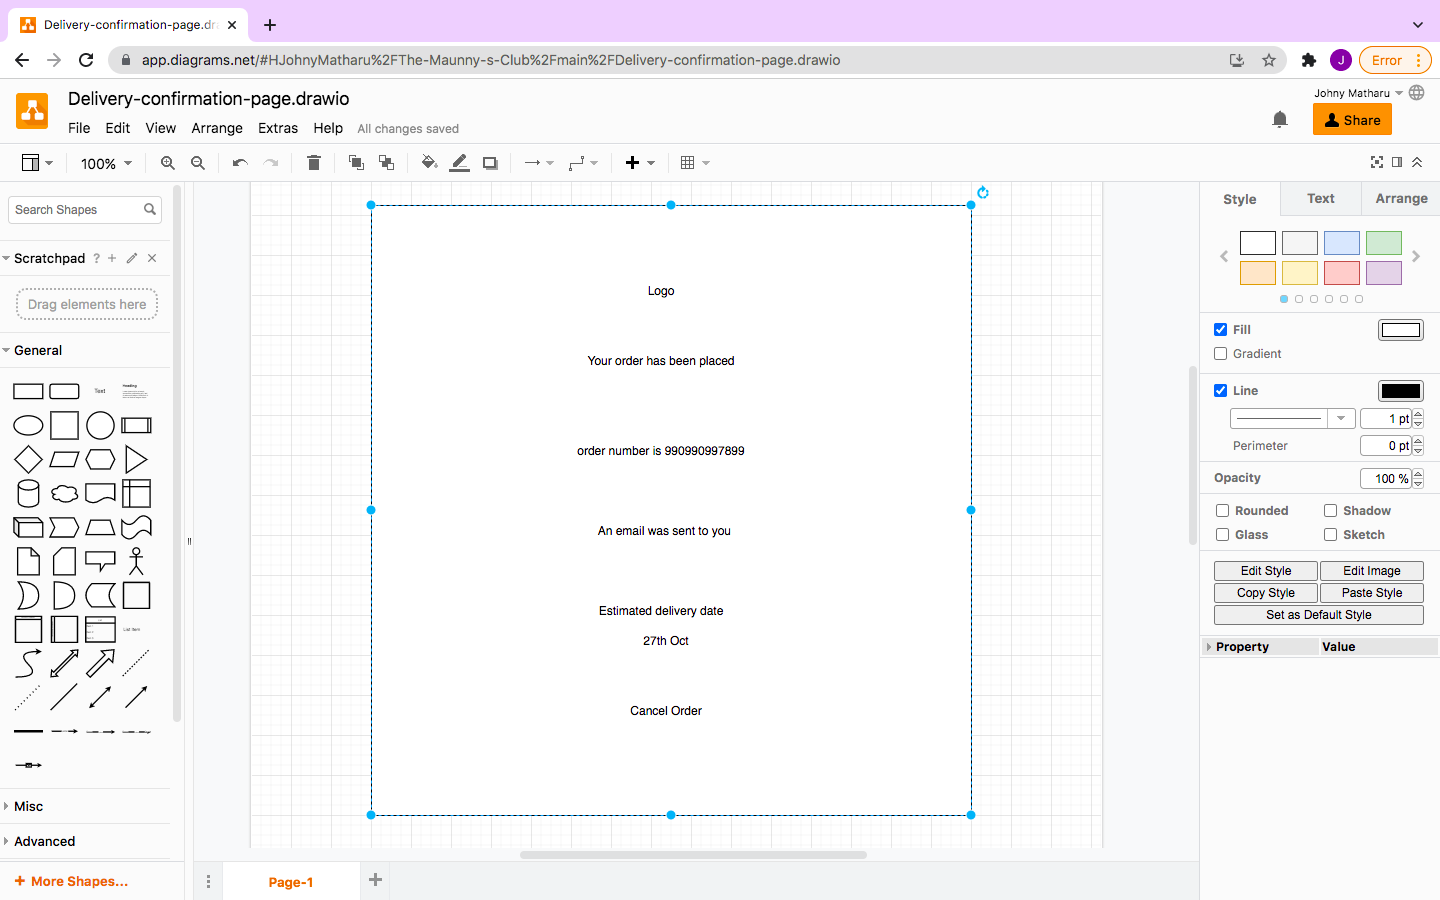 Delivery-confirmation-page.dra
app.diagrams.net/#HJohnyMatharu%2FThe-Maunny-s-Club%2Fmain%2FDelivery-confirmation-page.drawio
J
Error
Delivery-confirmation-page.drawio
Johny Matharu
File Edit View Arrange Extras Help All changes saved
Share
100%
Search Shapes
Style Text Arrange
Scratchpad ?
Drag elements here
General
Text
Heading
List Item
Misc
Advanced
+ More Shapes...
Logo
Your order has been placed
order number is 990990997899
An email was sent to you
Estimated delivery date
27th Oct
Cancel Order
Page-1
Fill
Gradient
Line
1 pt
Perimeter 0 pt
Opacity 100 %
Rounded Shadow
Glass Sketch
Edit Style Edit Image
Copy Style Paste Style
Set as Default Style
Property Value